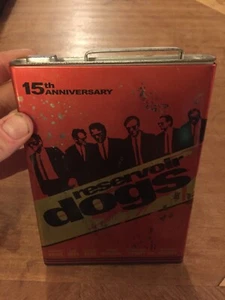 15th
ANNIVERSARY
reservoir
dogs